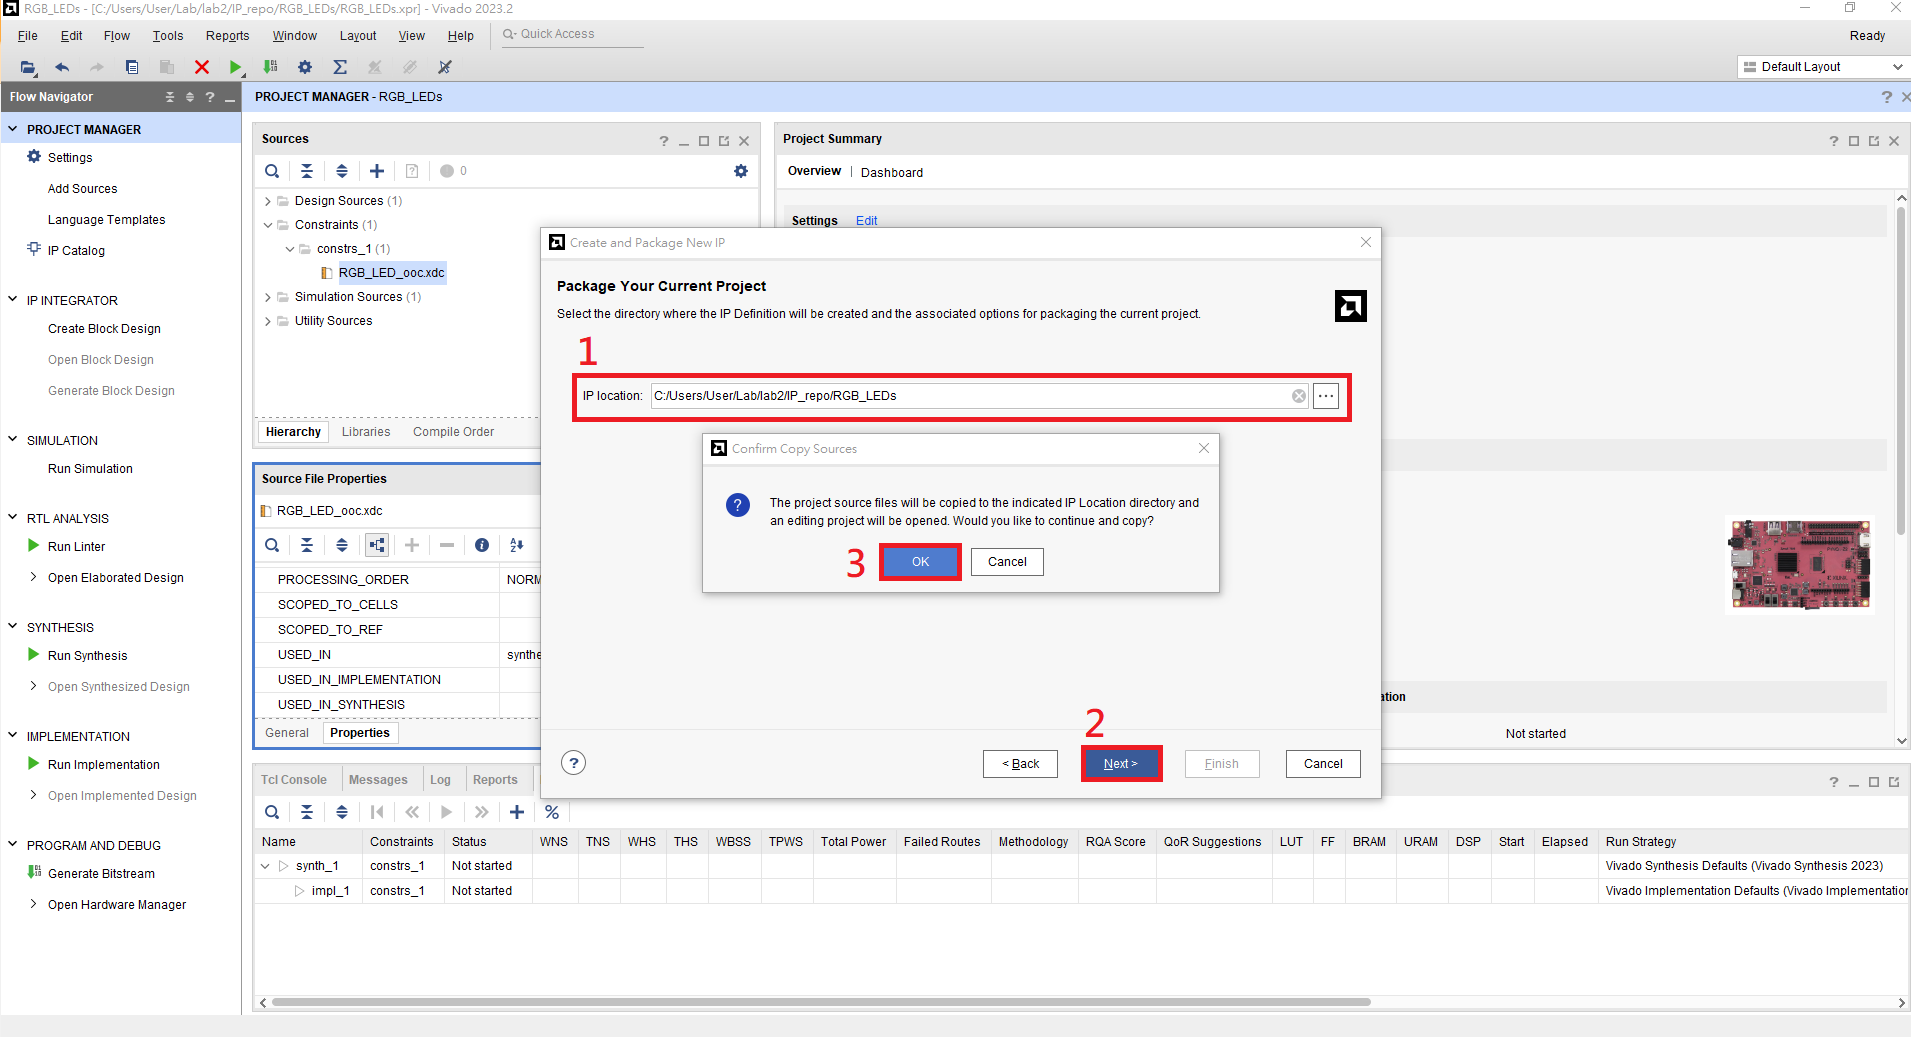 RGB_LEDs - [C:/Users/User/Lab/lab2/IP_repo/RGB_LEDs/RGB_LEDs.xpr] - Vivado 2023.2
File Edit Flow Tools Reports Window Layout View Help Quick Access
Ready
Default Layout
Flow Navigator
PROJECT MANAGER
Settings
Add Sources
Language Templates
IP Catalog
IP INTEGRATOR
Create Block Design
Open Block Design
Generate Block Design
SIMULATION
Run Simulation
RTL ANALYSIS
Run Linter
Open Elaborated Design
SYNTHESIS
Run Synthesis
Open Synthesized Design
IMPLEMENTATION
Run Implementation
Open Implemented Design
PROGRAM AND DEBUG
Generate Bitstream
Open Hardware Manager
PROJECT MANAGER - RGB_LEDs
Sources
0
Design Sources (1)
Constraints (1)
constrs_1 (1)
RGB_LED_ooc.xdc
Simulation Sources (1)
Utility Sources
Hierarchy Libraries Compile Order
Source File Properties
RGB_LED_ooc.xdc
PROCESSING_ORDER NORM
SCOPED_TO_CELLS
SCOPED_TO_REF
USED_IN synthe
USED_IN_IMPLEMENTATION
USED_IN_SYNTHESIS
General Properties
Project Summary
Overview | Dashboard
Settings Edit
ation
Not started
Create and Package New IP
Package Your Current Project
Select the directory where the IP Definition will be created and the associated options for packaging the current project.
1
IP location: C:/Users/User/Lab/lab2/IP_repo/RGB_LEDs ...
Confirm Copy Sources
The project source files will be copied to the indicated IP Location directory and
an editing project will be opened. Would you like to continue and copy?
3 OK Cancel
2
? < Back Next > Finish Cancel
Tcl Console Messages Log Reports
Name Constraints Status WNS TNS WHS THS WBSS TPWS Total Power Failed Routes Methodology RQA Score QoR Suggestions LUT FF BRAM URAM DSP Start Elapsed Run Strategy
synth_1 constrs_1 Not started Vivado Synthesis Defaults (Vivado Synthesis 2023)
impl_1 constrs_1 Not started Vivado Implementation Defaults (Vivado Implementation